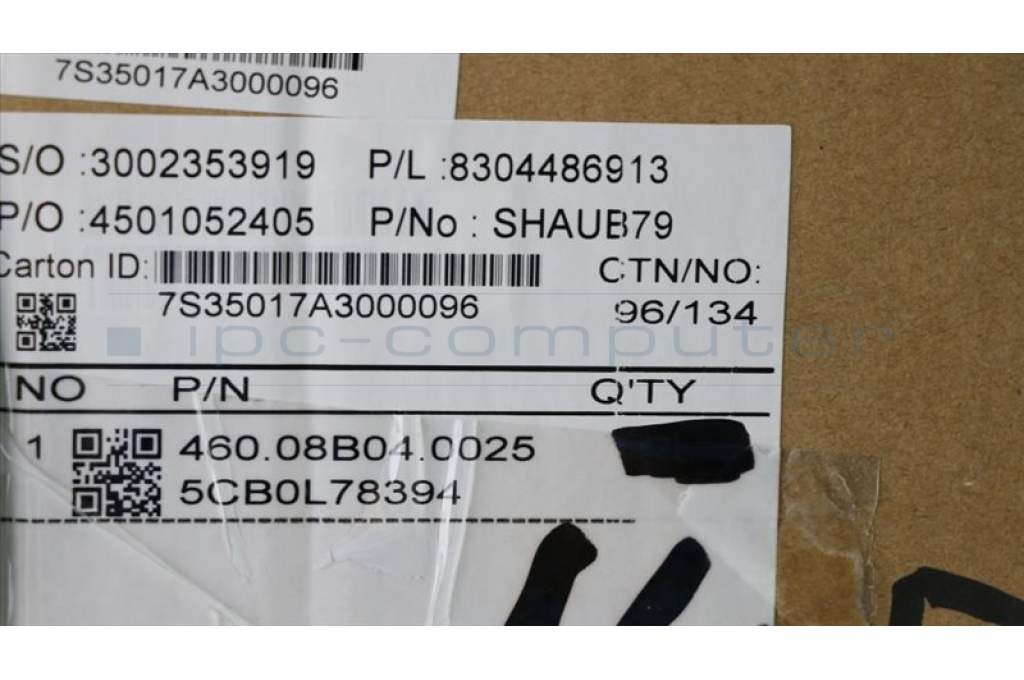 7S35017A3000096
S/O :3002353919 P/L :8304486913
P/O :4501052405 P/No : SHAUB79
Carton ID: CTN/NO:
7S35017A3000096 96/134
ipc-computer
NO P/N Q'TY
1 460.08B04.0025
5CB0L78394